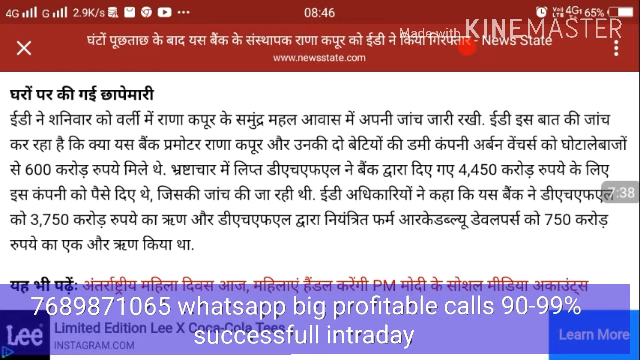 4G G 2.9K/s 08:46 VoLTE 4G 65%
घंटों पूछताछ के बाद यस बैंक के संस्थापक राणा कपूर को ईडी ने किया गिरफ्तार - News State
Made with KINEMASTER
www.newsstate.com
घरों पर की गई छापेमारी
ईडी ने शनिवार को वर्ली में राणा कपूर के समुंद्र महल आवास में अपनी जांच जारी रखी. ईडी इस बात की जांच
कर रहा है कि क्या यस बैंक प्रमोटर राणा कपूर और उनकी दो बेटियों की डमी कंपनी अर्बन वेंचर्स को घोटालेबाजों
से 600 करोड़ रुपये मिले थे. भ्रष्टाचार में लिप्त डीएचएफएल ने बैंक द्वारा दिए गए 4,450 करोड़ रुपये के लिए
इस कंपनी को पैसे दिए थे, जिसकी जांच की जा रही थी. ईडी अधिकारियों ने कहा कि यस बैंक ने डीएचएफएल
7:38
को 3,750 करोड़ रुपये का ऋण और डीएचएफएल द्वारा नियंत्रित फर्म आरकेडब्ल्यू डेवलपर्स को 750 करोड़
रुपये का एक और ऋण किया था.
यह भी पढ़ें: अंतर्राष्ट्रीय महिला दिवस आज, महिलाएं हैंडल करेंगी PM मोदी के सोशल मीडिया अकाउंट्स
7689871065 whatsapp big profitable calls 90-99%
successfull intraday
Lee
Limited Edition Lee X Coca-Cola Tees
INSTAGRAM.COM
Learn More